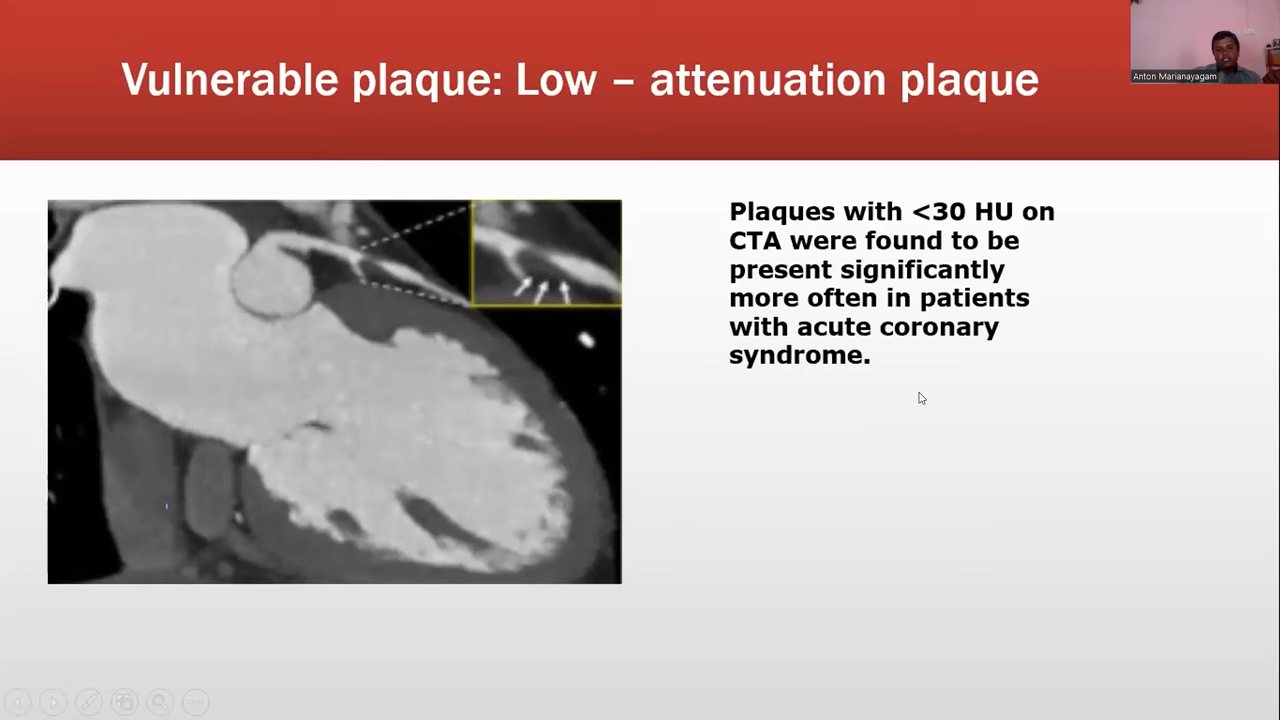 Vulnerable plaque: Low – attenuation plaque
Anton Marianayagam
Plaques with <30 HU on
CTA were found to be
present significantly
more often in patients
with acute coronary
syndrome.